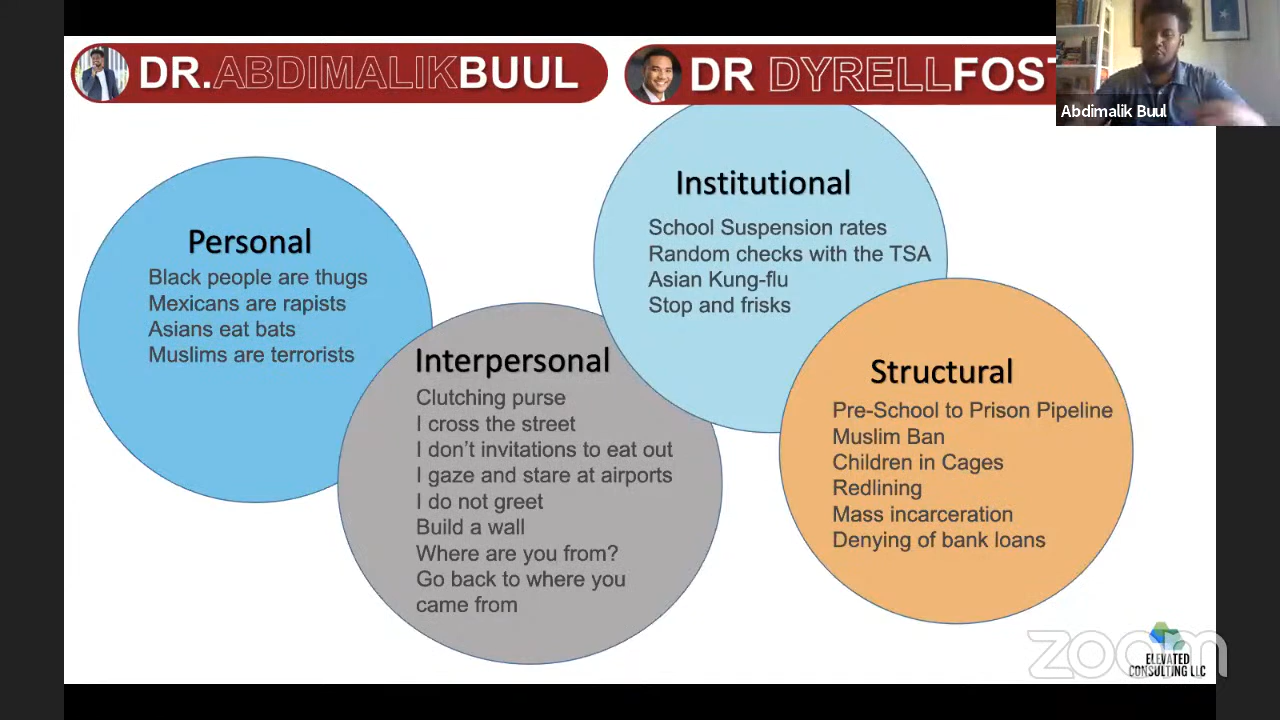 DR.ABDIMALIKBUUL
DR DYRELLFOST
Abdimalik Buul
Personal
Black people are thugs
Mexicans are rapists
Asians eat bats
Muslims are terrorists
Interpersonal
Clutching purse
I cross the street
I don't invitations to eat out
I gaze and stare at airports
I do not greet
Build a wall
Where are you from?
Go back to where you
came from
Institutional
School Suspension rates
Random checks with the TSA
Asian Kung-flu
Stop and frisks
Structural
Pre-School to Prison Pipeline
Muslim Ban
Children in Cages
Redlining
Mass incarceration
Denying of bank loans
zoom
ELEVATED
CONSULTING LLC